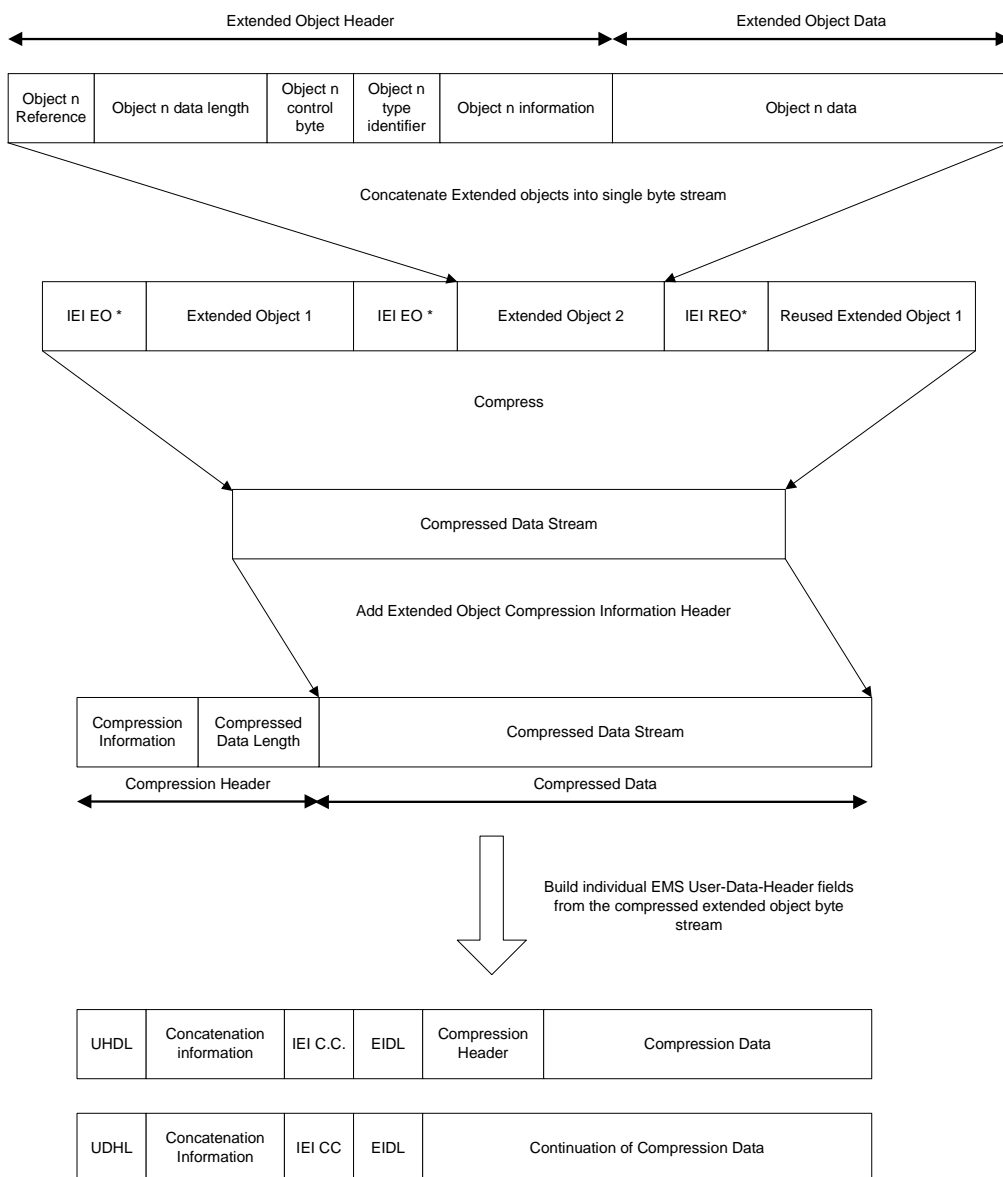 Extended Object Header
Extended Object Data
Object n
Reference
Object n data length
Object n
control
byte
Object n
type
identifier
Object n information
Object n data
Concatenate Extended objects into single byte stream
IEI EO *
Extended Object 1
IEI EO *
Extended Object 2
IEI REO*
Reused Extended Object 1
Compress
Compressed Data Stream
Add Extended Object Compression Information Header
Compression
Information
Compressed
Data Length
Compressed Data Stream
Compression Header
Compressed Data
Build individual EMS User-Data-Header fields
from the compressed extended object byte
stream
UHDL
Concatenation
information
IEI C.C.
EIDL
Compression
Header
Compression Data
UDHL
Concatenation
Information
IEI CC
EIDL
Continuation of Compression Data